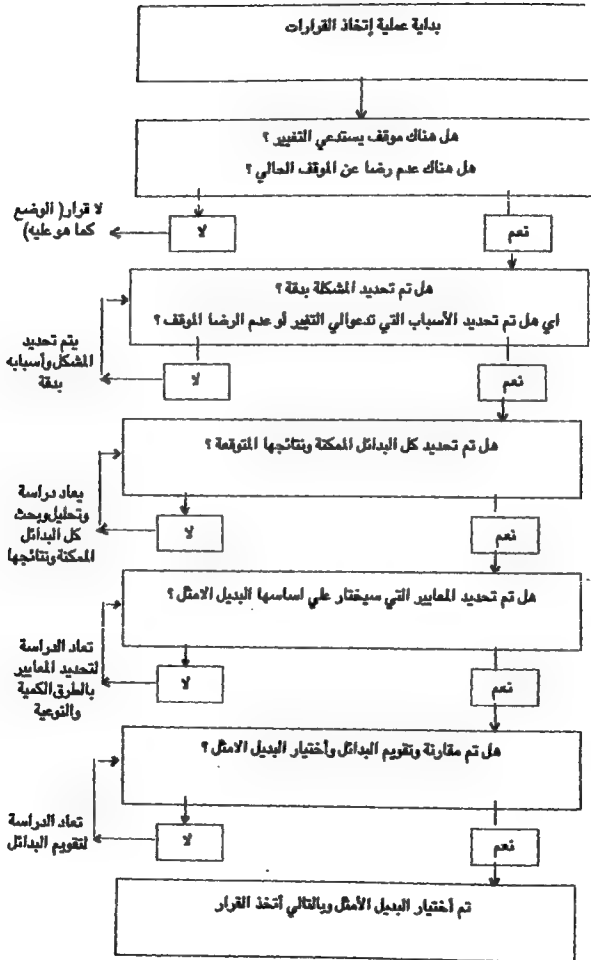 بداية عملية إتخاذ القرارات
هل هناك موقف يستدعي التغيير ؟
هل هناك عدم رضا عن الموقف الحالي ؟
نعم
لا
لا قرار( الوضع
كما هو عليه)
هل تم تحديد المشكلة بدقة ؟
اي هل تم تحديد الأسباب التي تدعوالي التغير أو عدم الرضا الموقف ؟
نعم
لا
يتم تحديد
المشكل وأسبابه
بدقة
هل تم تحديد كل البدائل الممكنة ونتائجها المتوقعة ؟
نعم
لا
يعاد دراسة
وتحليل وبحث
كل البدائل
الممكنة ونتائجها
هل تم تحديد المعايير التي سيختار علي اساسها البديل الامثل ؟
نعم
لا
تعاد الدراسة
لتحديد المعايير
بالطرق الكمية
والنوعية
هل تم مقارنة وتقويم البدائل وأختيار البديل الامثل ؟
نعم
لا
تعاد الدراسة
لتقويم البدائل
تم أختيار البديل الأمثل وبالتالي أتخذ القرار